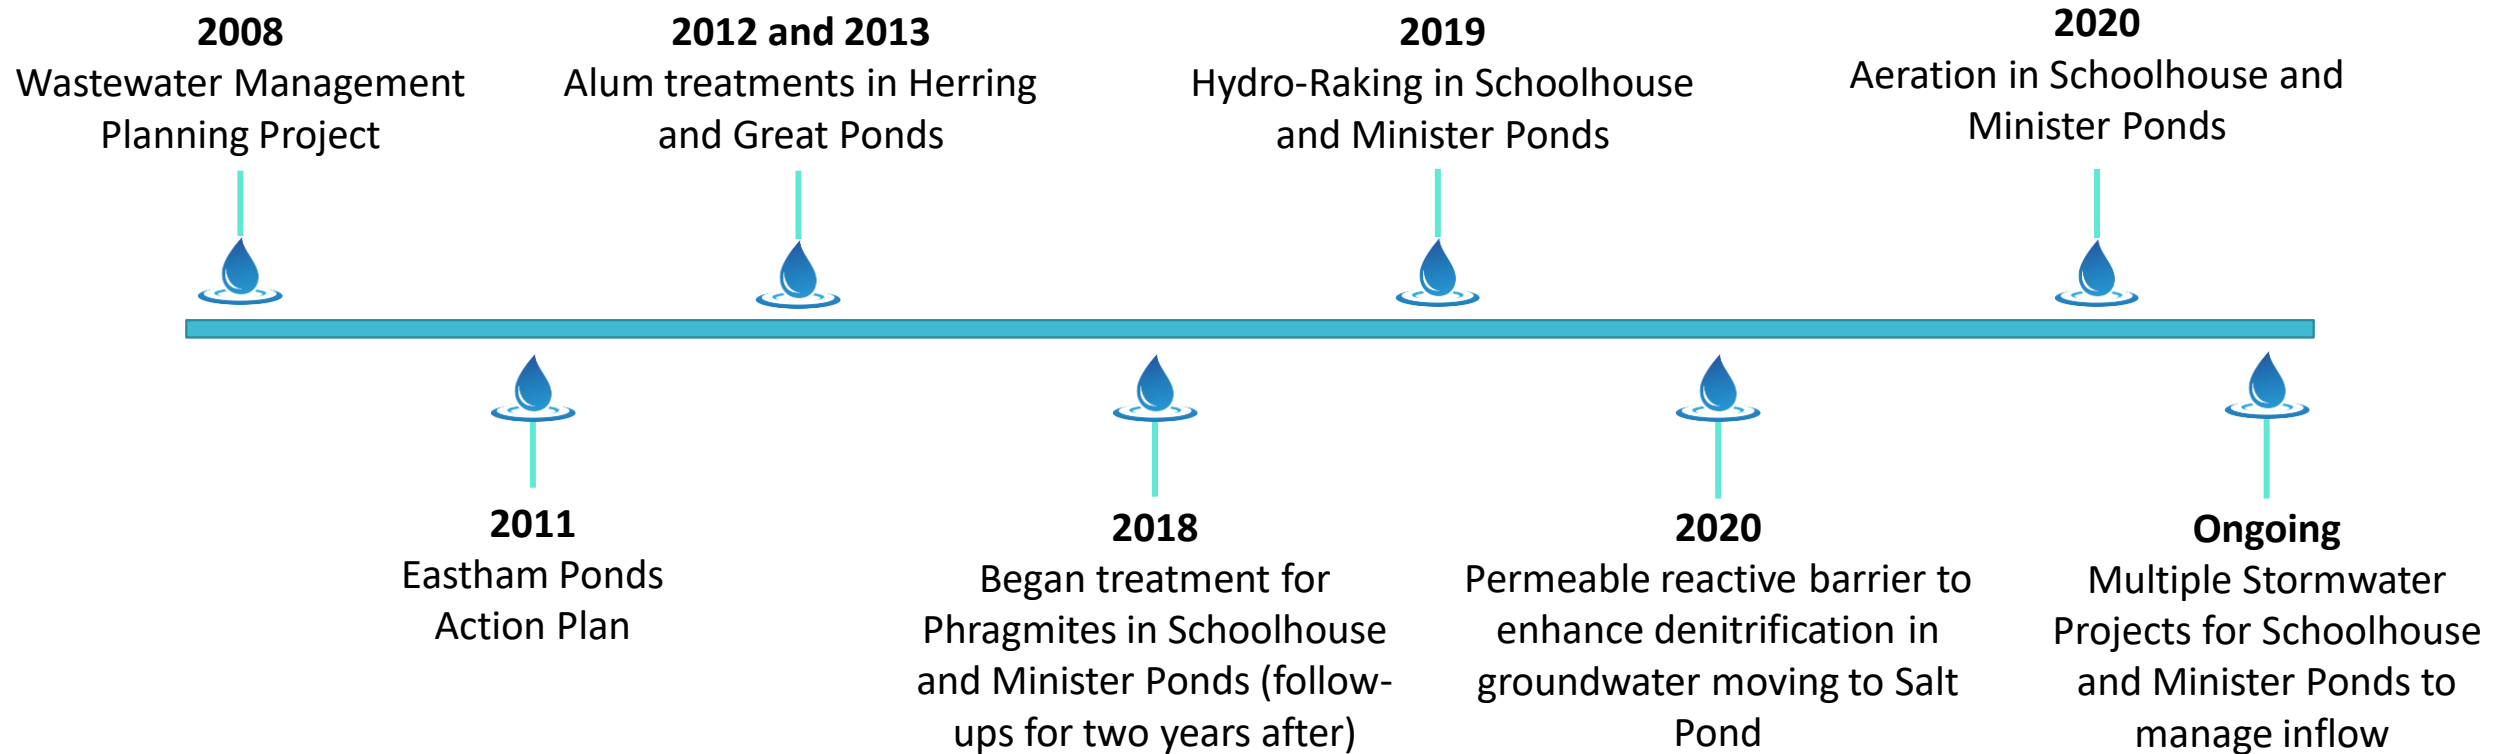 2008
Wastewater Management
Planning Project
2012 and 2013
Alum treatments in Herring
and Great Ponds
2019
Hydro-Raking in Schoolhouse
and Minister Ponds
2020
Aeration in Schoolhouse and
Minister Ponds
2011
Eastham Ponds
Action Plan
2018
Began treatment for
Phragmites in Schoolhouse
and Minister Ponds (follow-
ups for two years after)
2020
Permeable reactive barrier to
enhance denitrification in
groundwater moving to Salt
Pond
Ongoing
Multiple Stormwater
Projects for Schoolhouse
and Minister Ponds to
manage inflow